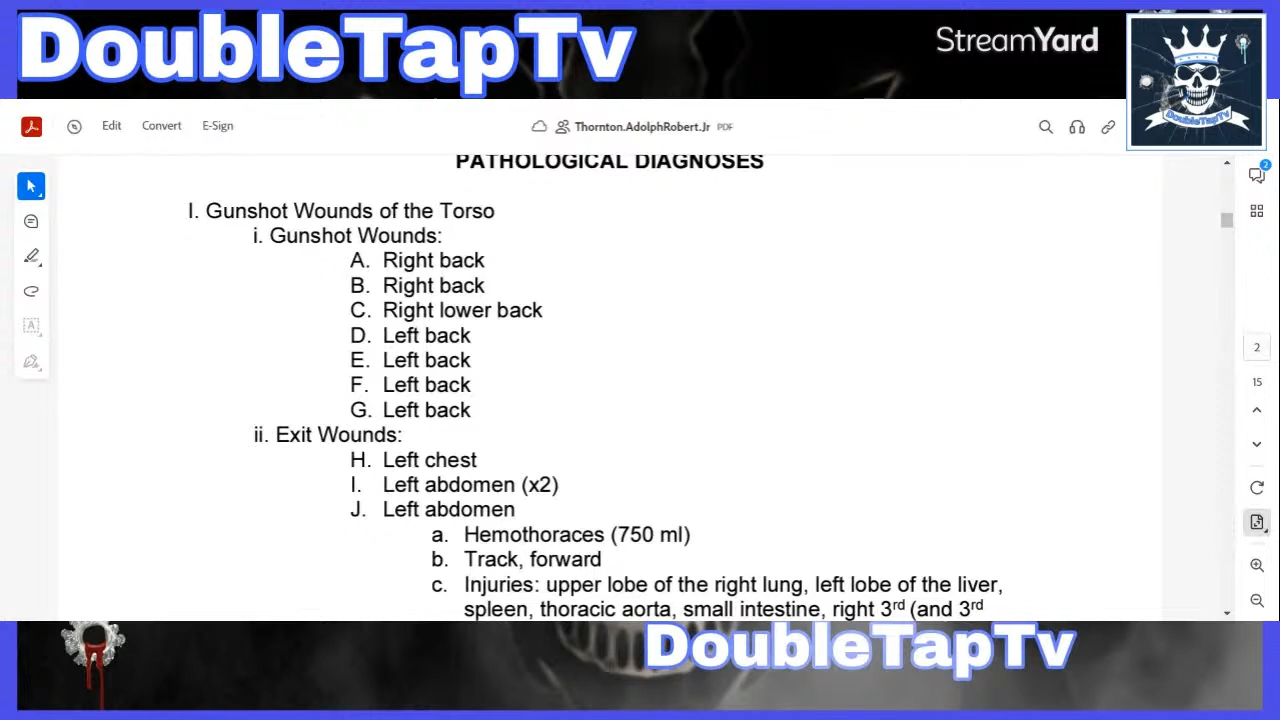 DoubleTapTv
StreamYard
DoubleTapTv
Edit Convert E-Sign
Thornton.AdolphRobert.Jr PDF
2
PATHOLOGICAL DIAGNOSES
I. Gunshot Wounds of the Torso
i. Gunshot Wounds:
A. Right back
B. Right back
C. Right lower back
D. Left back
E. Left back
F. Left back
G. Left back
ii. Exit Wounds:
H. Left chest
I. Left abdomen (x2)
J. Left abdomen
a. Hemothoraces (750 ml)
b. Track, forward
c. Injuries: upper lobe of the right lung, left lobe of the liver,
spleen, thoracic aorta, small intestine, right 3rd (and 3rd
2
15
DoubleTapTv